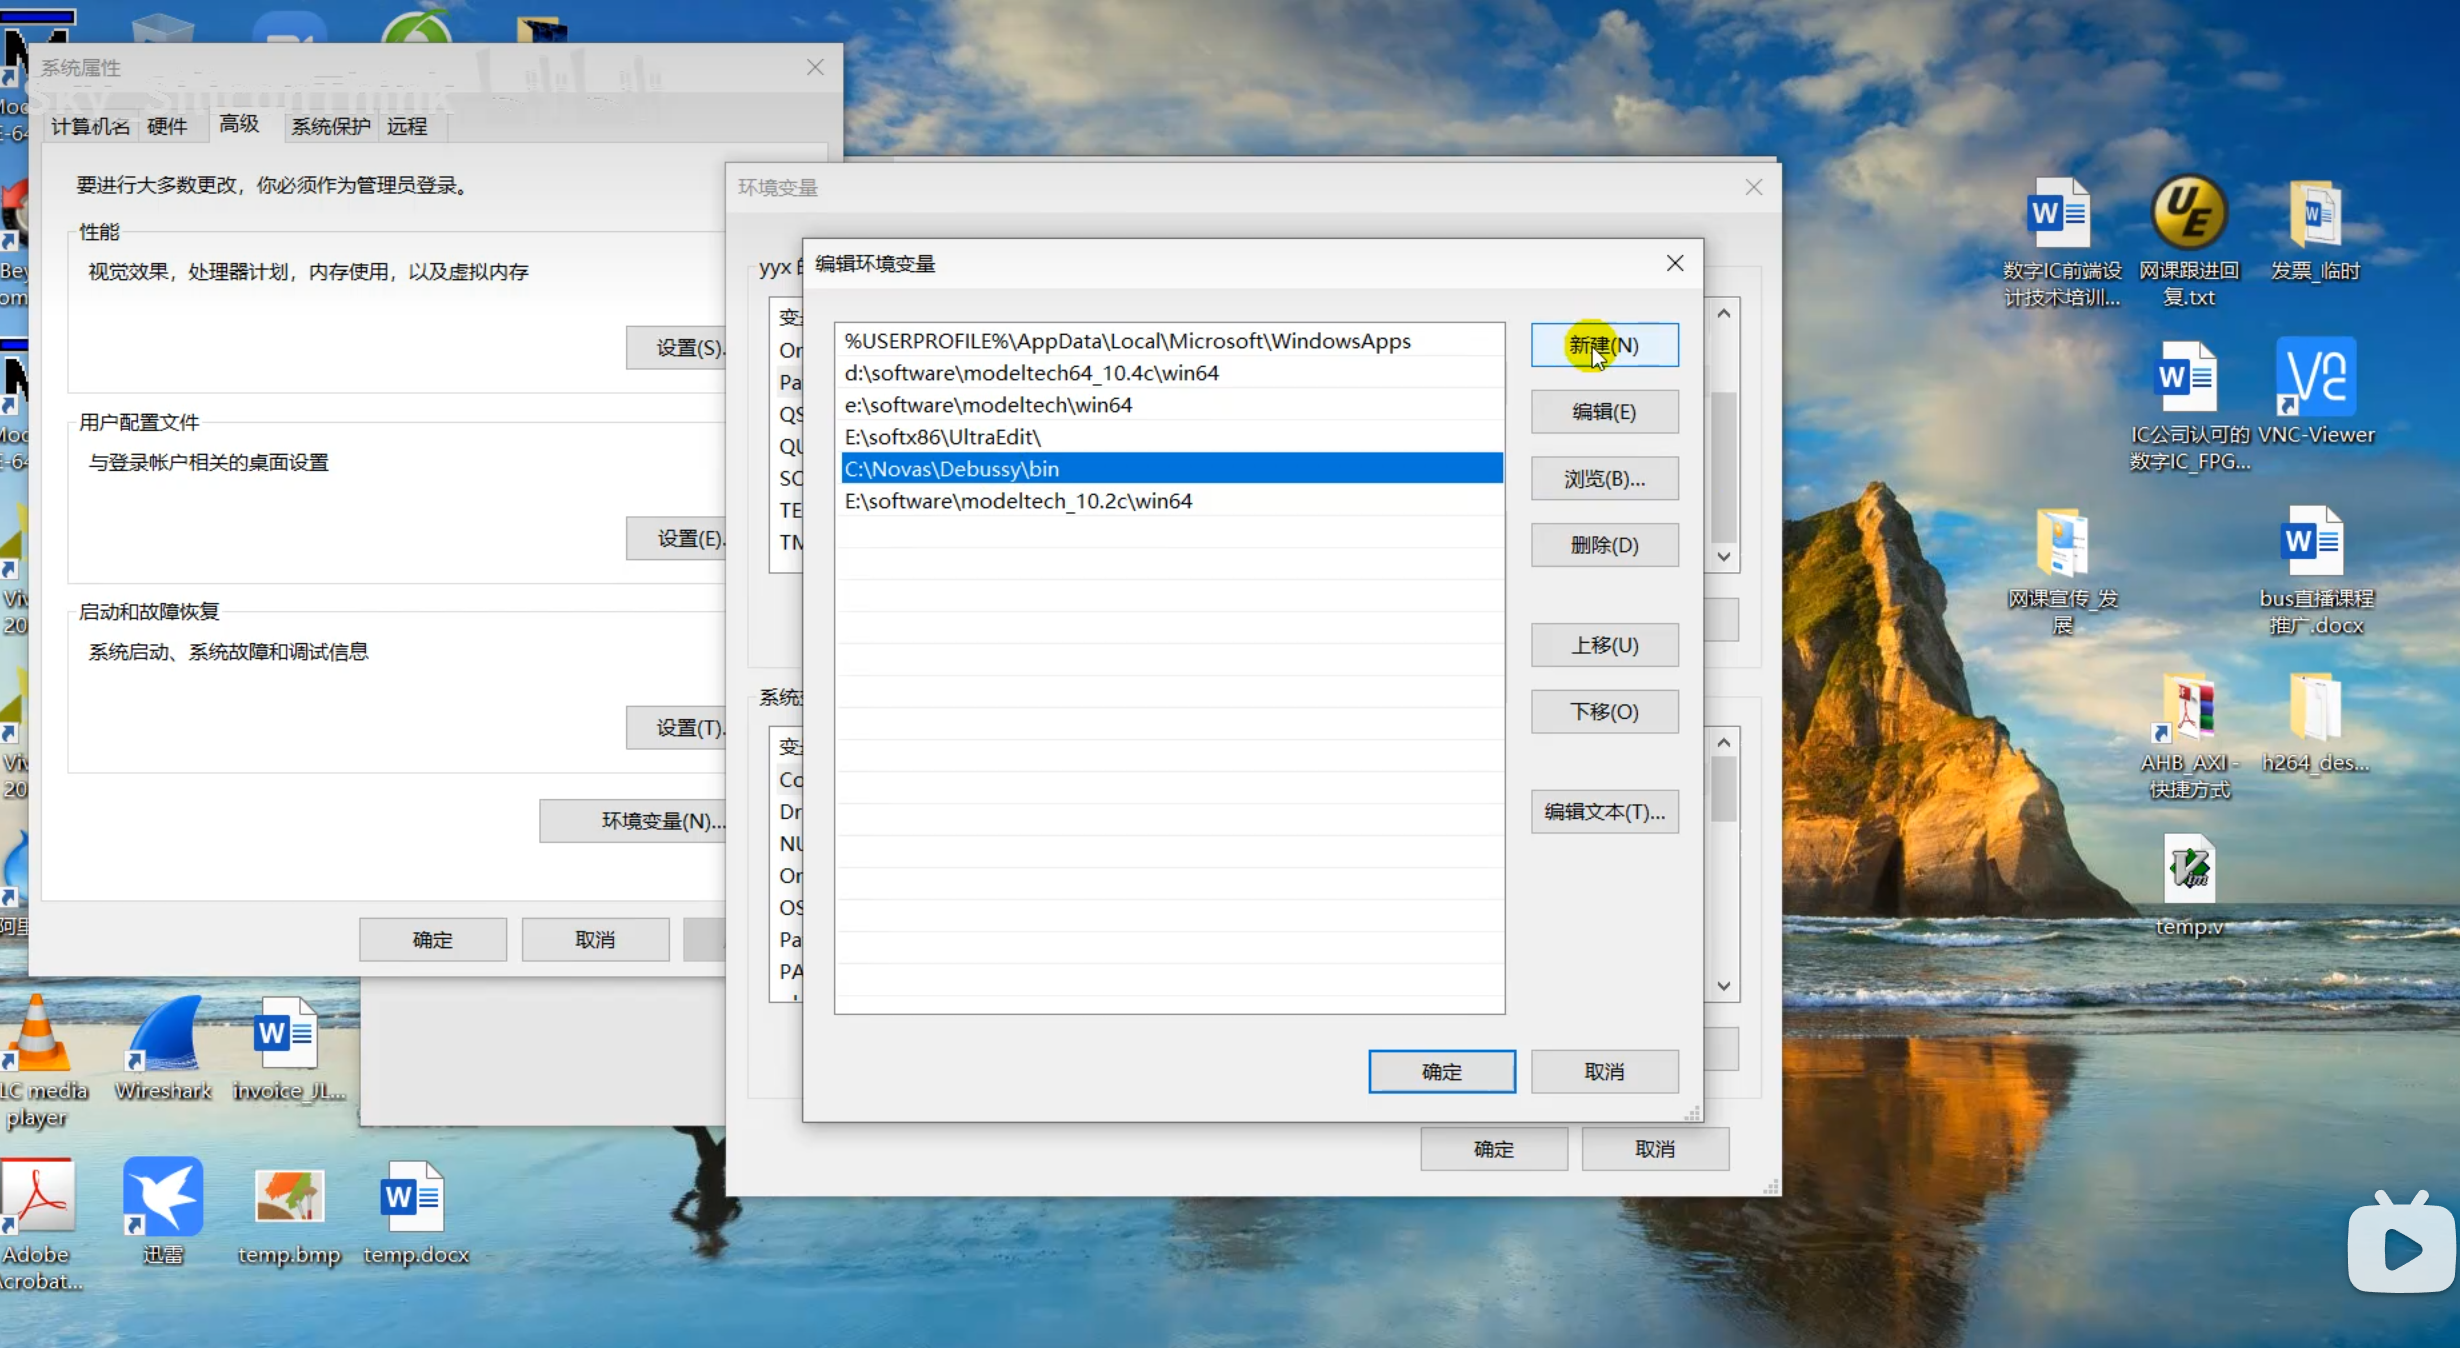 系统属性
Sky_SiliconThink
计算机名
硬件
高级
系统保护
远程
要进行大多数更改，你必须作为管理员登录。
性能
视觉效果，处理器计划，内存使用，以及虚拟内存
设置(S)...
用户配置文件
与登录帐户相关的桌面设置
设置(E)...
启动和故障恢复
系统启动、系统故障和调试信息
设置(T)...
环境变量(N)...
确定
取消
环境变量
yyx 的
Pa
QS
QU
SC
TE
TM
Co
Dr
NU
Or
OS
Pa
PA
确定
取消
编辑环境变量
%USERPROFILE%\AppData\Local\Microsoft\WindowsApps
d:\software\modeltech64_10.4c\win64
e:\software\modeltech\win64
E:\softx86\UltraEdit\
C:\Novas\Debussy\bin
E:\software\modeltech_10.2c\win64
新建(N)
编辑(E)
浏览(B)...
删除(D)
上移(U)
下移(O)
编辑文本(T)...
确定
取消
数字IC前端设
计技术培训...
网课跟进回
复.txt
发票_临时
IC公司认可的
数字IC_FPG...
VNC-Viewer
网课宣传_发
展
bus直播课程
推广.docx
AHB_AXI -
快捷方式
h264_des...
temp.v
LC media
player
Wireshark
invoice_JL...
Adobe
Acrobat...
迅雷
temp.bmp
temp.docx